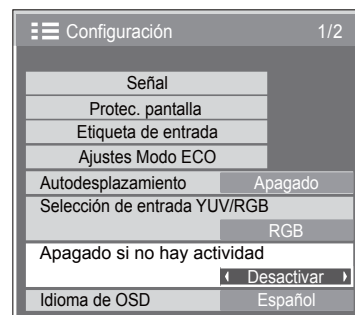 Configuración 1/2
Señal
Protec. pantalla
Etiqueta de entrada
Ajustes Modo ECO
Autodesplazamiento Apagado
Selección de entrada YUV/RGB
RGB
Apagado si no hay actividad
Desactivar
Idioma de OSD Español